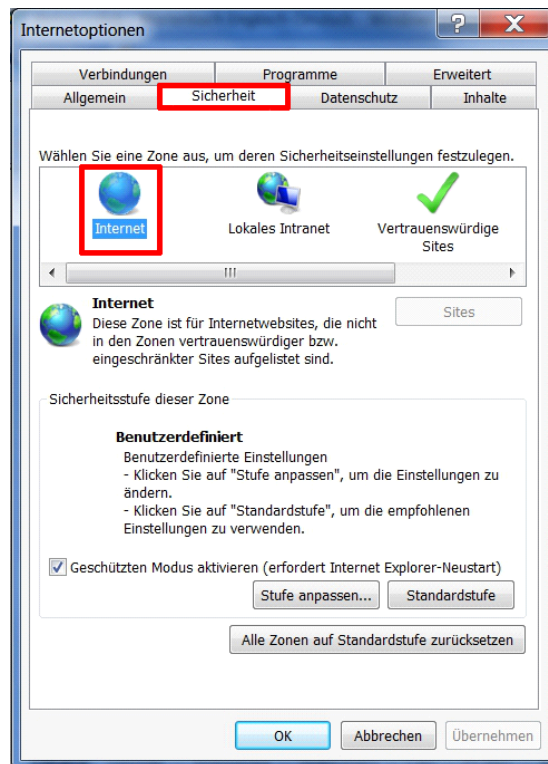 Internetoptionen
Verbindungen Programme Erweitert
Allgemein Sicherheit Datenschutz Inhalte
Wählen Sie eine Zone aus, um deren Sicherheitseinstellungen festzulegen.
Internet Lokales Intranet Vertrauenswürdige
Sites
Internet
Diese Zone ist für Internetwebsites, die nicht
in den Zonen vertrauenswürdiger bzw.
eingeschränkter Sites aufgelistet sind.
Sites
Sicherheitsstufe dieser Zone
Benutzerdefiniert
Benutzerdefinierte Einstellungen
- Klicken Sie auf "Stufe anpassen", um die Einstellungen zu
ändern.
- Klicken Sie auf "Standardstufe", um die empfohlenen
Einstellungen zu verwenden.
Geschützten Modus aktivieren (erfordert Internet Explorer-Neustart)
Stufe anpassen... Standardstufe
Alle Zonen auf Standardstufe zurücksetzen
OK Abbrechen Übernehmen